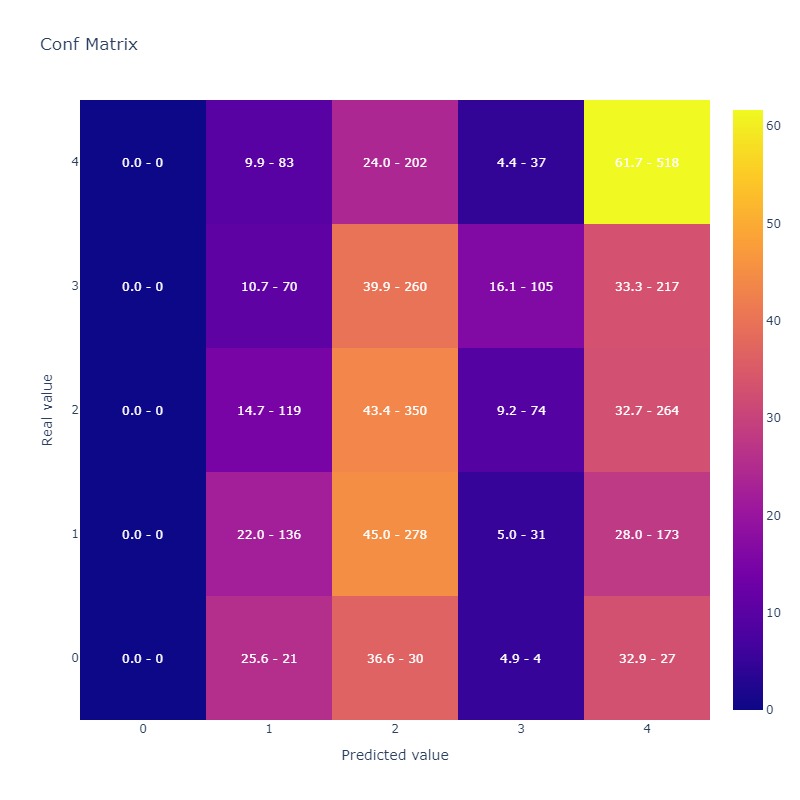 Conf Matrix
4 0.0 - 0 9.9 - 83 24.0 - 202 4.4 - 37 61.7 - 518
3 0.0 - 0 10.7 - 70 39.9 - 260 16.1 - 105 33.3 - 217
2 0.0 - 0 14.7 - 119 43.4 - 350 9.2 - 74 32.7 - 264
1 0.0 - 0 22.0 - 136 45.0 - 278 5.0 - 31 28.0 - 173
0 0.0 - 0 25.6 - 21 36.6 - 30 4.9 - 4 32.9 - 27
0 1 2 3 4
Predicted value
Real value
60
50
40
30
20
10
0